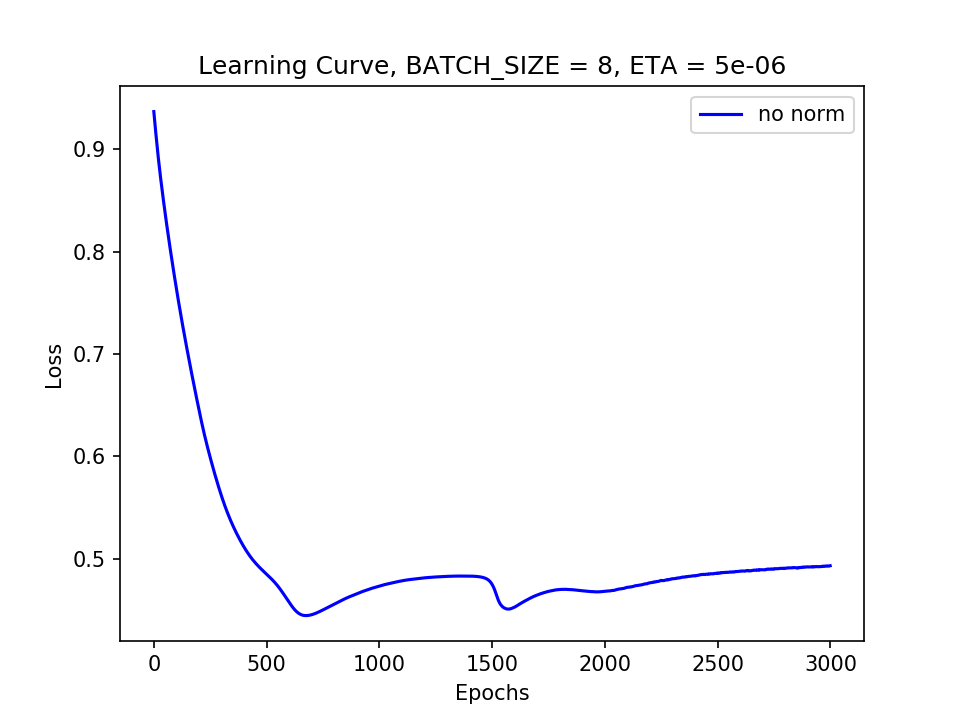 Learning Curve, BATCH_SIZE = 8, ETA = 5e-06
no norm
0.9
0.8
0.7
0.6
0.5
Loss
0 500 1000 1500 2000 2500 3000
Epochs